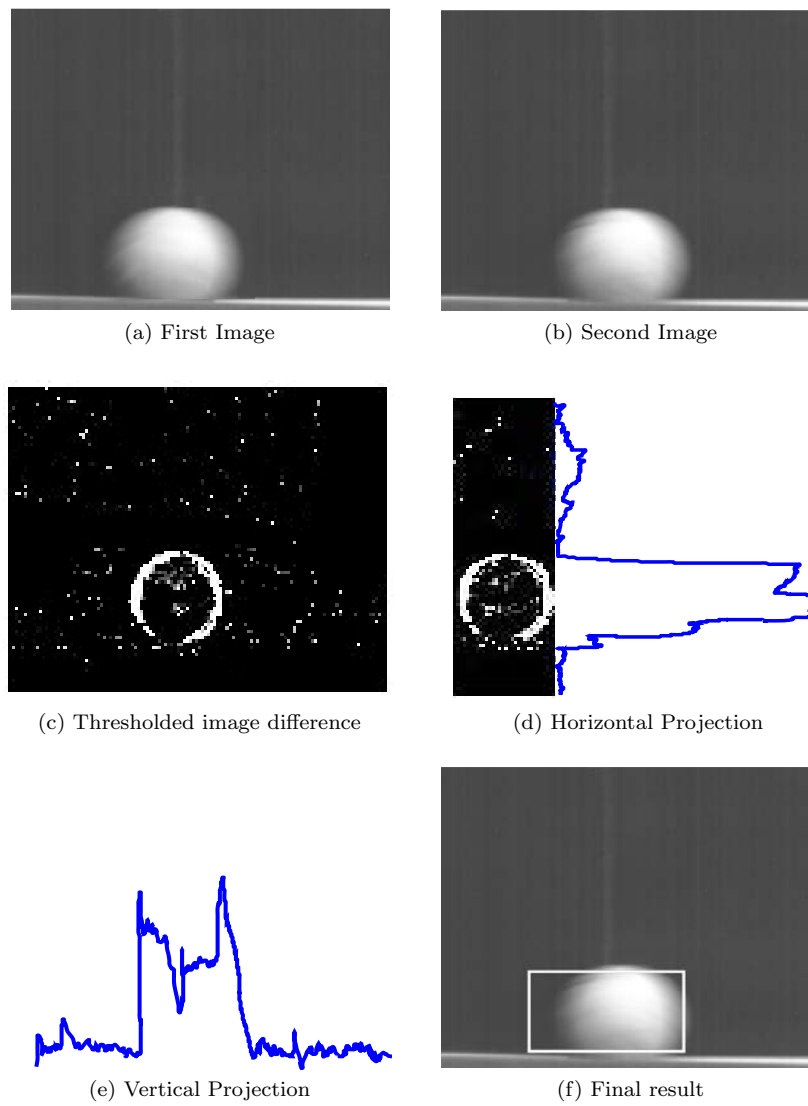 (a) First Image
(b) Second Image
(c) Thresholded image difference
(d) Horizontal Projection
(e) Vertical Projection
(f) Final result